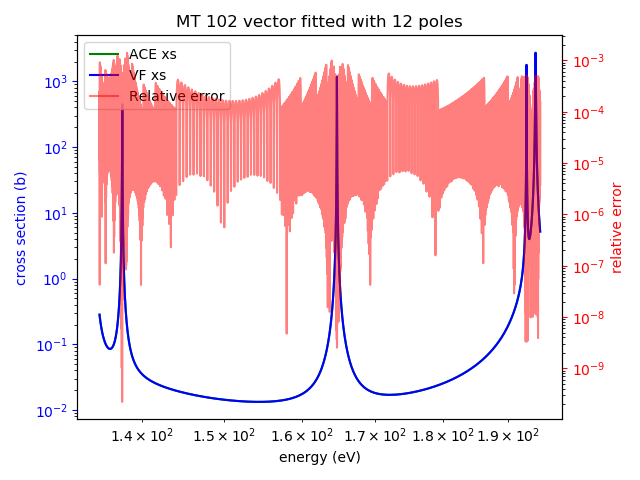 MT 102 vector fitted with 12 poles
ACE xs
VF xs
Relative error
cross section (b)
10³
10²
10¹
10⁰
10⁻¹
10⁻²
relative error
10⁻³
10⁻⁴
10⁻⁵
10⁻⁶
10⁻⁷
10⁻⁸
10⁻⁹
1.4 × 10² 1.5 × 10² 1.6 × 10² 1.7 × 10² 1.8 × 10² 1.9 × 10²
energy (eV)